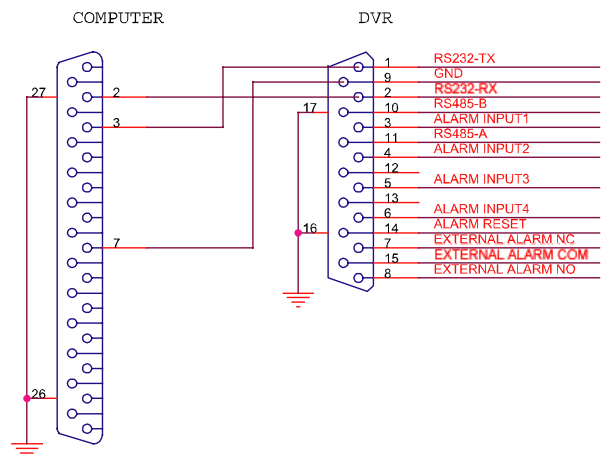 COMPUTER DVR
1 RS232-TX
9 GND
27 2 2 RS232-RX
17 10 RS485-B
3 3 ALARM INPUT1
11 RS485-A
4 ALARM INPUT2
12
5 ALARM INPUT3
13
6 ALARM INPUT4
16 14 ALARM RESET
7 7 EXTERNAL ALARM NC
15 EXTERNAL ALARM COM
8 EXTERNAL ALARM NO
26